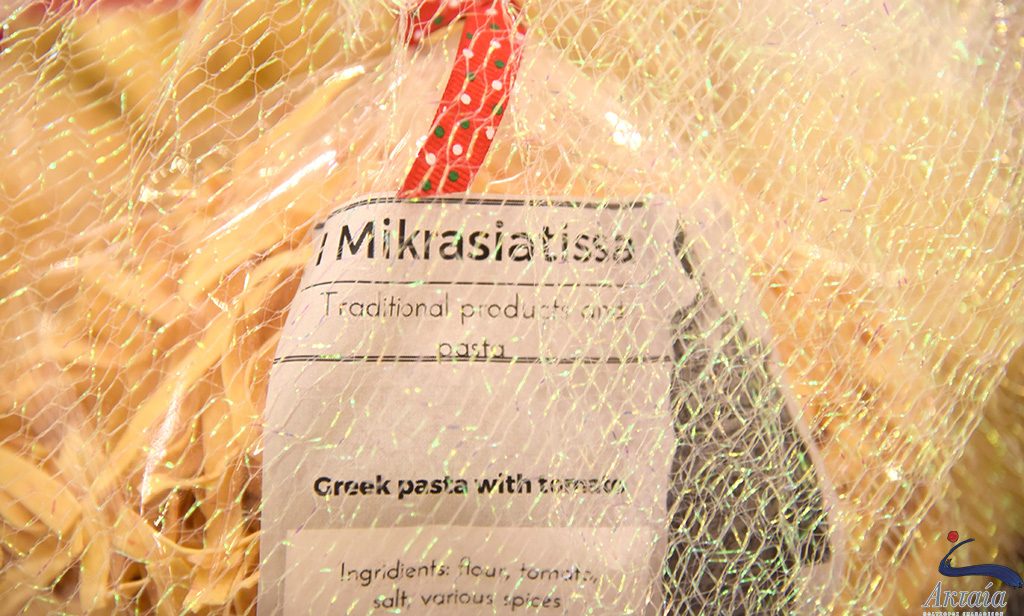 Mikrasiatissa
Traditional products and
pasta
Greek pasta with tomato
Ingridients: flour, tomato,
salt, various spices
Ακταία